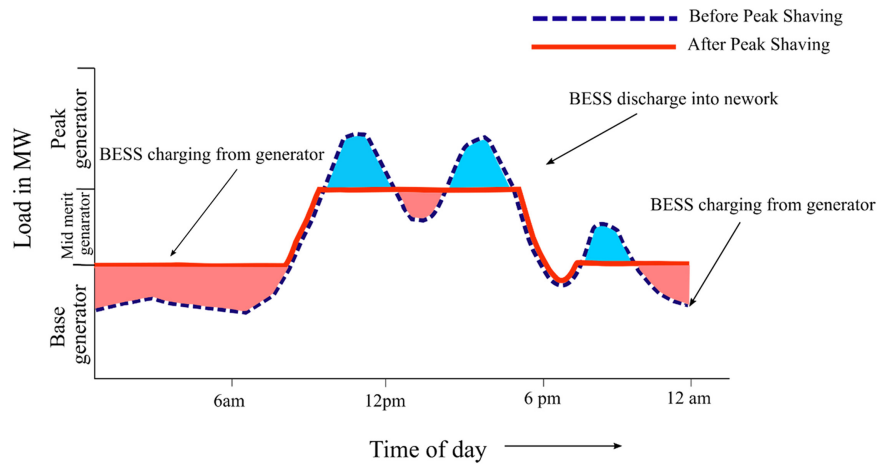 Before Peak Shaving
After Peak Shaving
BESS discharge into nework
BESS charging from generator
BESS charging from generator
Load in MW
Peak
generator
Mid merit
genarator
Base
generator
6am
12pm
6 pm
12 am
Time of day